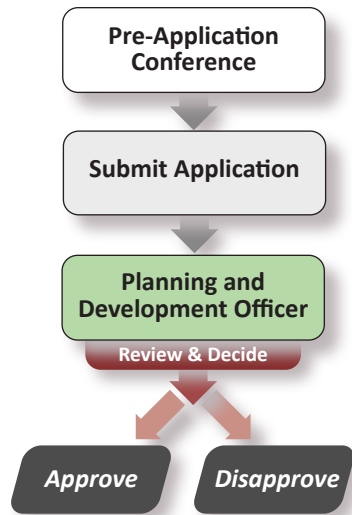 Pre-Application
Conference
Submit Application
Planning and
Development Officer
Review & Decide
Approve
Disapprove